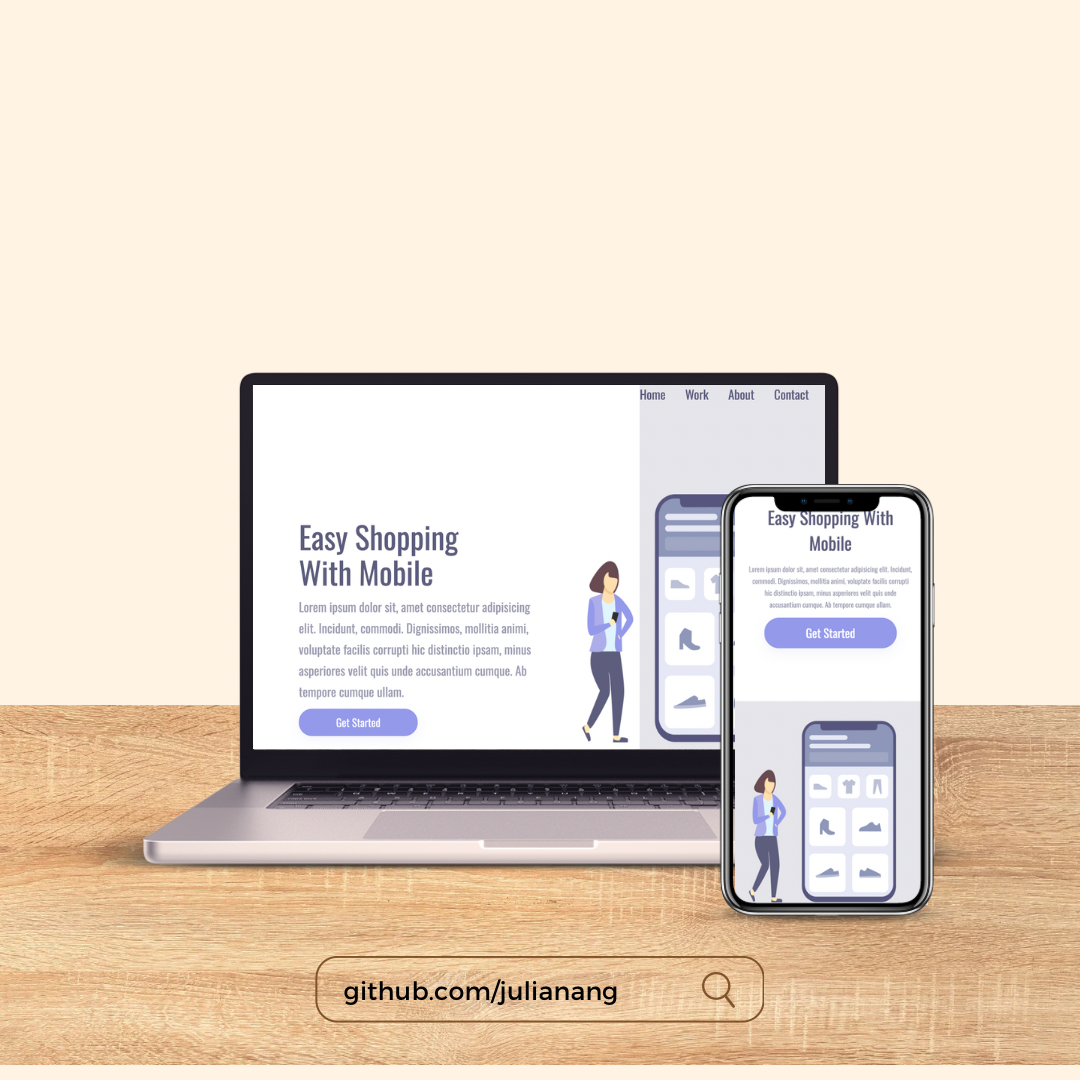 Home Work About Contact
Easy Shopping
With Mobile
Lorem ipsum dolor sit, amet consectetur adipisicing
elit. Incidunt, commodi. Dignissimos, mollitia animi,
voluptate facilis corrupti hic distinctio ipsam, minus
asperiores velit quis unde accusantium cumque. Ab
tempore cumque ullam.
Get Started
Easy Shopping With
Mobile
Lorem ipsum dolor sit, amet consectetur adipisicing elit. Incidunt,
commodi. Dignissimos, mollitia animi, voluptate facilis corrupti
hic distinctio ipsam, minus asperiores velit quis unde
accusantium cumque. Ab tempore cumque ullam.
Get Started
github.com/julianang